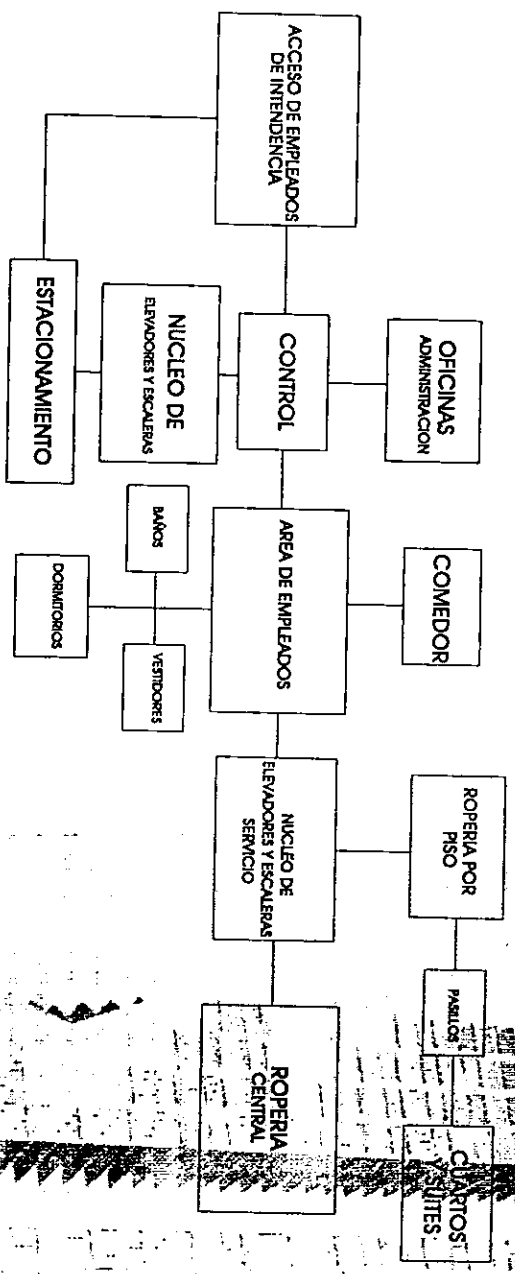 ACCESO DE EMPLEADOS
DE INTENDENCIA
ESTACIONAMIENTO
NUCLEO DE
ELEVADORES Y ESCALERAS
CONTROL
OFICINAS
ADMINISTRACION
AREA DE EMPLEADOS
COMEDOR
BAÑOS
DORMITORIOS
VESTIDORES
NUCLEO DE
ELEVADORES Y ESCALERAS
SERVICIO
ROPERIA POR
PISO
PASILLOS
CUARTOS
Y SUITES
ROPERIA
CENTRAL